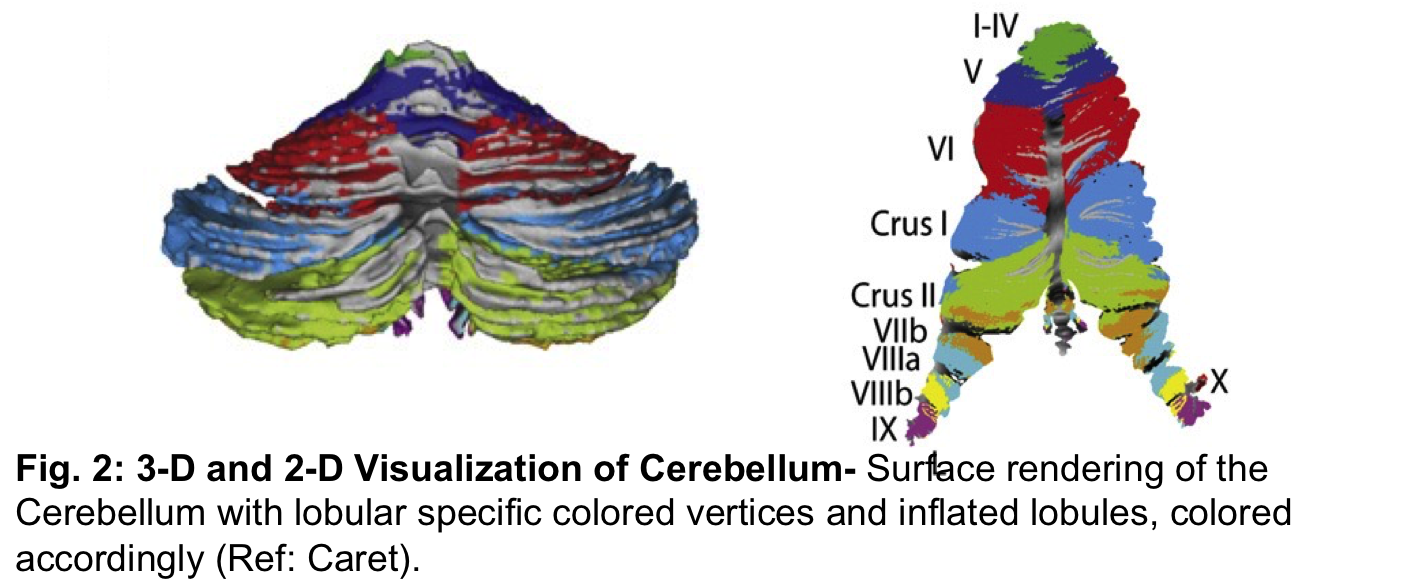 I-IV
V
VI
Crus I
Crus II
VIIb
VIIIa
VIIIb
X
IX
L
Fig. 2: 3-D and 2-D Visualization of Cerebellum- Surface rendering of the
Cerebellum with lobular specific colored vertices and inflated lobules, colored
accordingly (Ref: Caret).